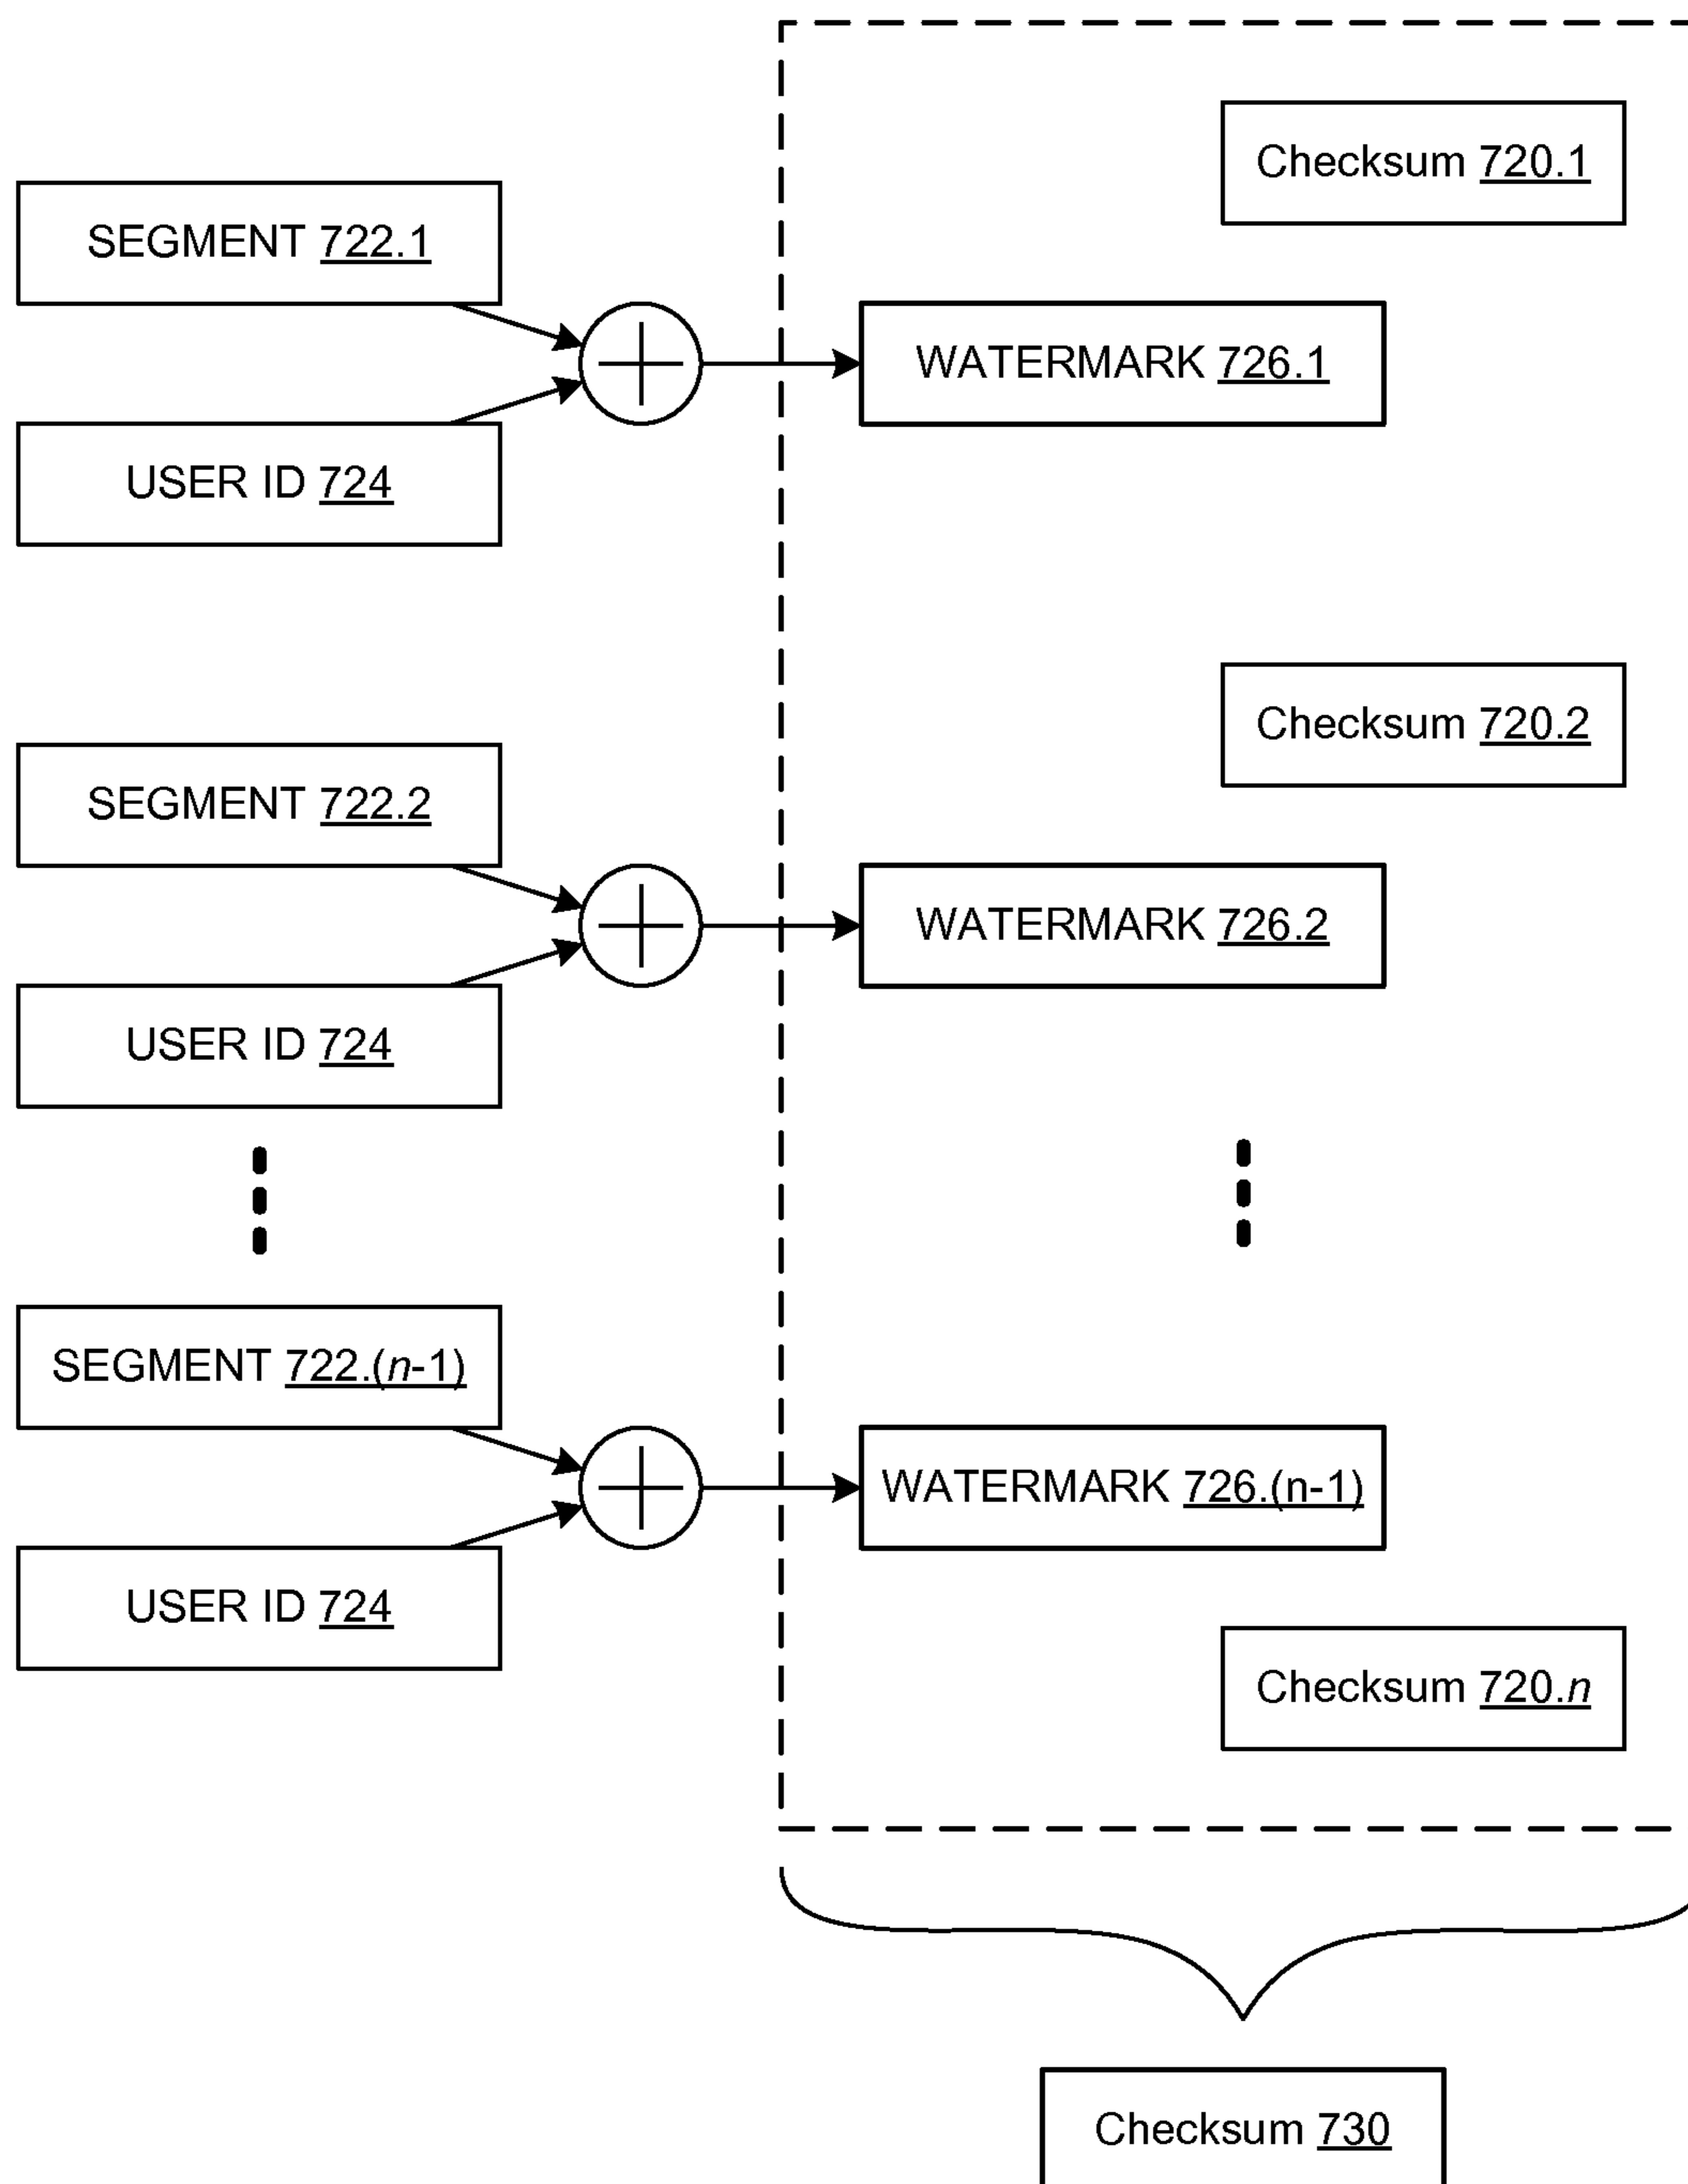 Checksum 720.1
SEGMENT 722.1
WATERMARK 726.1
USER ID 724
Checksum 720.2
SEGMENT 722.2
WATERMARK 726.2
USER ID 724
SEGMENT 722.(n-1)
WATERMARK 726.(n-1)
USER ID 724
Checksum 720.n
Checksum 730